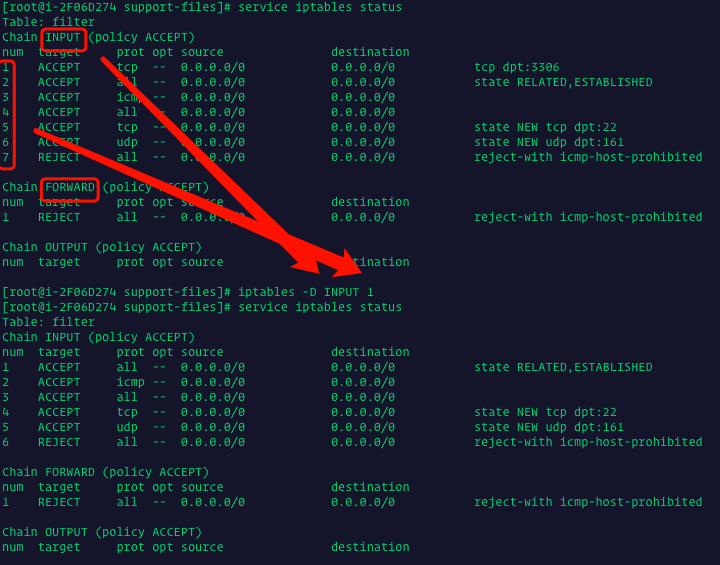 [root@i-2F06D274 support-files]# service iptables status
Table: filter
Chain INPUT (policy ACCEPT)
num  target     prot opt source               destination
1    ACCEPT     tcp  --  0.0.0.0/0            0.0.0.0/0           tcp dpt:3306
2    ACCEPT     all  --  0.0.0.0/0            0.0.0.0/0           state RELATED,ESTABLISHED
3    ACCEPT     icmp --  0.0.0.0/0            0.0.0.0/0
4    ACCEPT     all  --  0.0.0.0/0            0.0.0.0/0
5    ACCEPT     tcp  --  0.0.0.0/0            0.0.0.0/0           state NEW tcp dpt:22
6    ACCEPT     udp  --  0.0.0.0/0            0.0.0.0/0           state NEW udp dpt:161
7    REJECT     all  --  0.0.0.0/0            0.0.0.0/0           reject-with icmp-host-prohibited
Chain FORWARD (policy ACCEPT)
num  target     prot opt source               destination
1    REJECT     all  --  0.0.0.0/0            0.0.0.0/0           reject-with icmp-host-prohibited
Chain OUTPUT (policy ACCEPT)
num  target     prot opt source               destination
[root@i-2F06D274 support-files]# iptables -D INPUT 1
[root@i-2F06D274 support-files]# service iptables status
Table: filter
Chain INPUT (policy ACCEPT)
num  target     prot opt source               destination
1    ACCEPT     all  --  0.0.0.0/0            0.0.0.0/0           state RELATED,ESTABLISHED
2    ACCEPT     icmp --  0.0.0.0/0            0.0.0.0/0
3    ACCEPT     all  --  0.0.0.0/0            0.0.0.0/0
4    ACCEPT     tcp  --  0.0.0.0/0            0.0.0.0/0           state NEW tcp dpt:22
5    ACCEPT     udp  --  0.0.0.0/0            0.0.0.0/0           state NEW udp dpt:161
6    REJECT     all  --  0.0.0.0/0            0.0.0.0/0           reject-with icmp-host-prohibited
Chain FORWARD (policy ACCEPT)
num  target     prot opt source               destination
1    REJECT     all  --  0.0.0.0/0            0.0.0.0/0           reject-with icmp-host-prohibited
Chain OUTPUT (policy ACCEPT)
num  target     prot opt source               destination